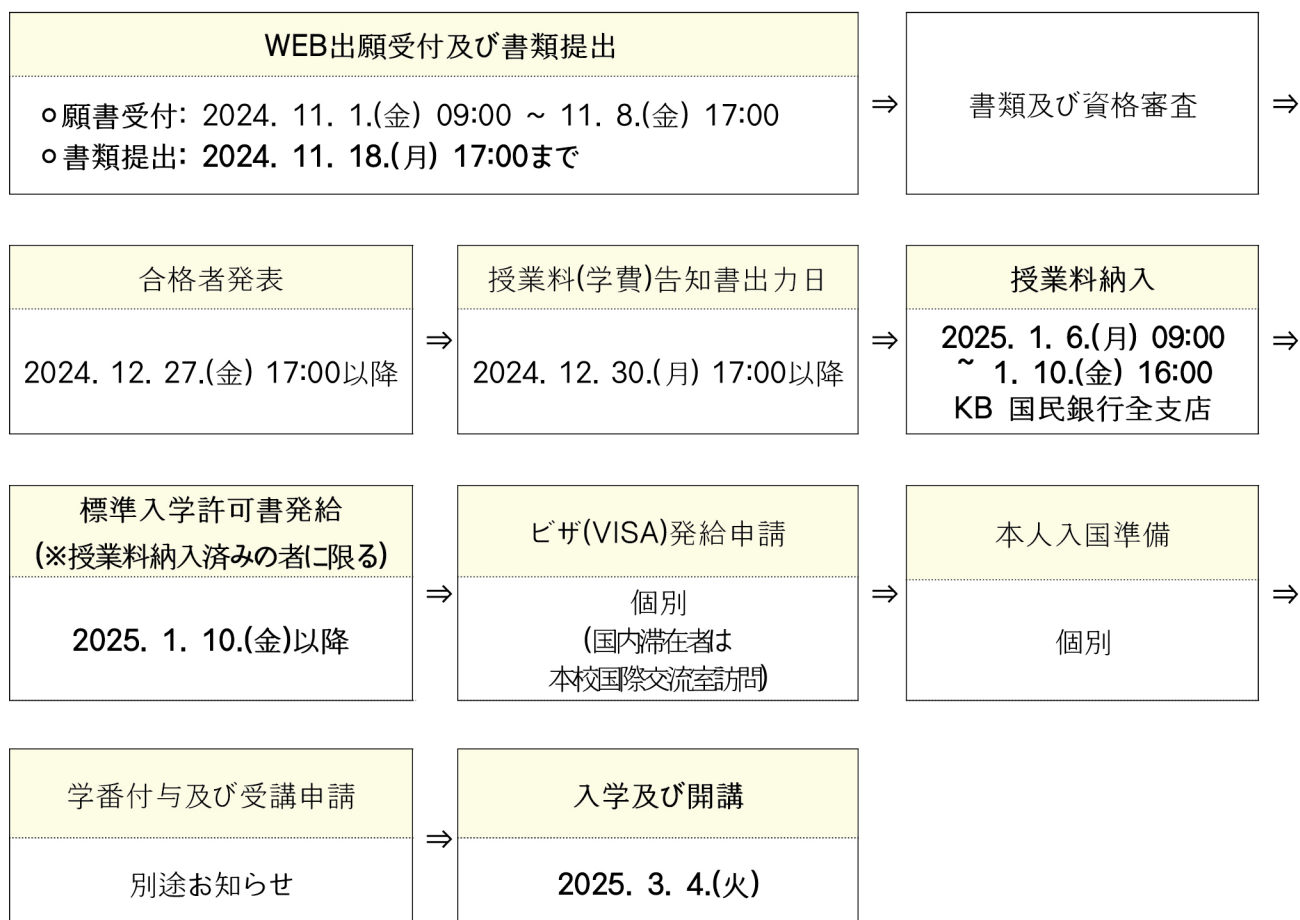 WEB出願受付及び書類提出
⚬願書受付: 2024. 11. 1.(金) 09:00 ~ 11. 8.(金) 17:00
⚬書類提出: 2024. 11. 18.(月) 17:00まで
⇒
書類及び資格審査
⇒
合格者発表
2024. 12. 27.(金) 17:00以降
⇒
授業料(学費)告知書出力日
2024. 12. 30.(月) 17:00以降
⇒
授業料納入
2025. 1. 6.(月) 09:00
~ 1. 10.(金) 16:00
KB 国民銀行全支店
⇒
標準入学許可書発給
(※授業料納入済みの者に限る)
2025. 1. 10.(金)以降
⇒
ビザ(VISA)発給申請
個別
(国内滞在者は
本校国際交流室訪問)
⇒
本人入国準備
個別
⇒
学番付与及び受講申請
別途お知らせ
⇒
入学及び開講
2025. 3. 4.(火)